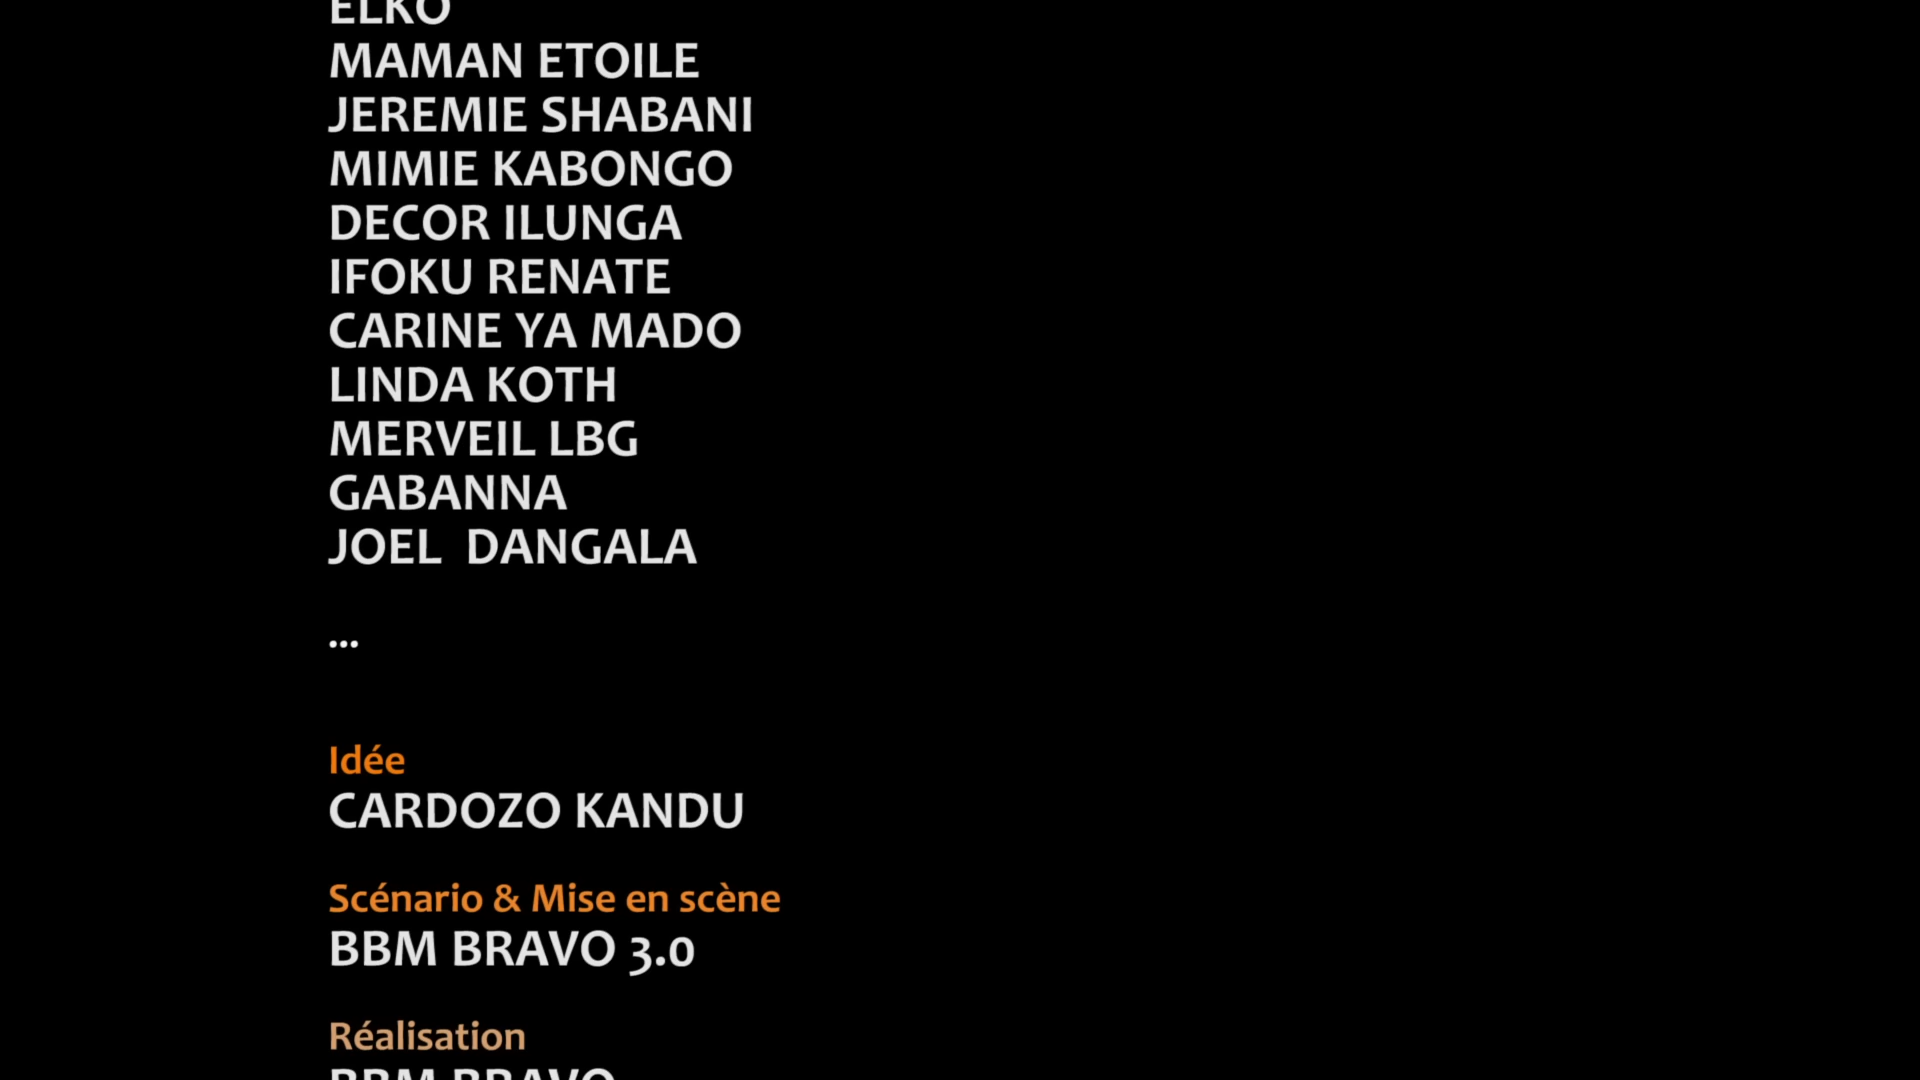 ELKO
MAMAN ETOILE
JEREMIE SHABANI
MIMIE KABONGO
DECOR ILUNGA
IFOKU RENATE
CARINE YA MADO
LINDA KOTH
MERVEIL LBG
GABANNA
JOEL  DANGALA
...
Idée
CARDOZO KANDU
Scénario & Mise en scène
BBM BRAVO 3.0
Réalisation
BBM BRAVO